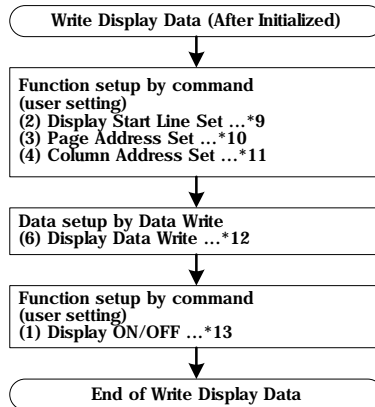 Write Display Data (After Initialized)
Function setup by command
(user setting)
(2) Display Start Line Set ...*9
(3) Page Address Set ...*10
(4) Column Address Set ...*11
Data setup by Data Write
(6) Display Data Write ...*12
Function setup by command
(user setting)
(1) Display ON/OFF ...*13
End of Write Display Data